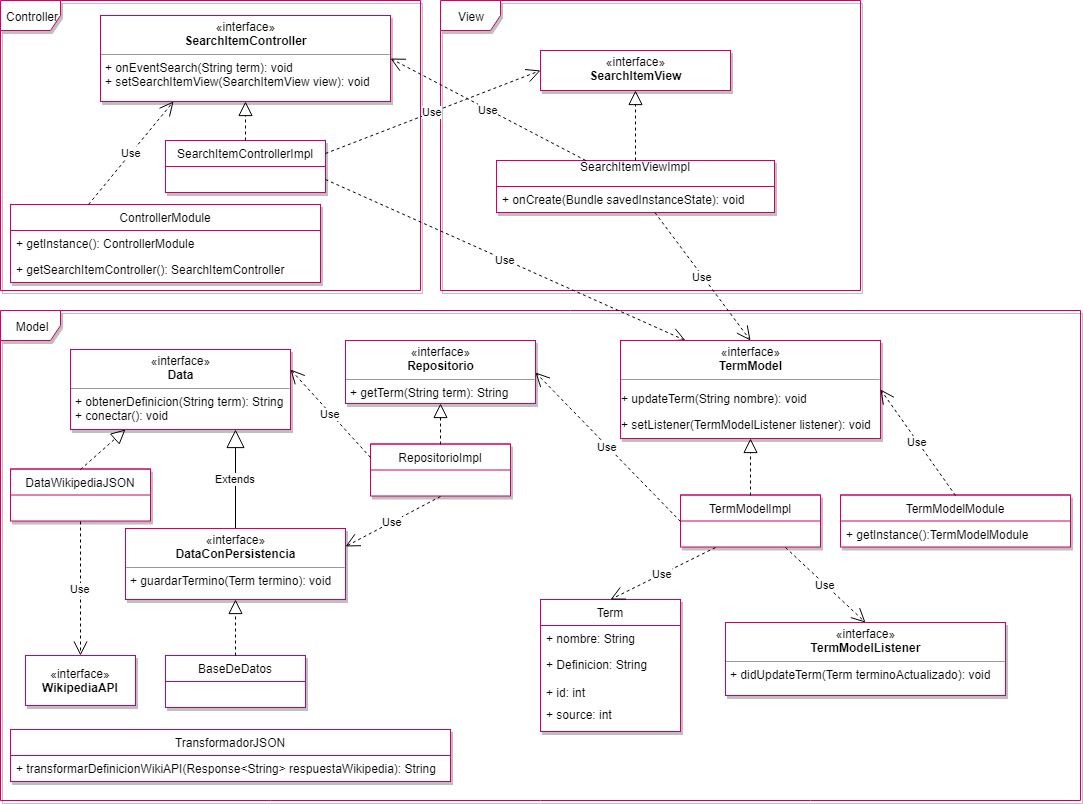 Controller
«interface»
SearchItemController
+ onEventSearch(String term): void
+ setSearchItemView(SearchItemView view): void
Use
SearchItemControllerImpl
ControllerModule
+ getInstance(): ControllerModule
+ getSearchItemController(): SearchItemController
View
«interface»
SearchItemView
Use
Use
SearchItemViewImpl
+ onCreate(Bundle savedInstanceState): void
Use
Use
Model
«interface»
Data
+ obtenerDefinicion(String term): String
+ conectar(): void
«interface»
Repositorio
+ getTerm(String term): String
«interface»
TermModel
+ updateTerm(String nombre): void
+ setListener(TermModelListener listener): void
Use
Use
Use
RepositorioImpl
DataWikipediaJSON
Extends
TermModelImpl
TermModelModule
+ getInstance():TermModelModule
Use
«interface»
DataConPersistencia
+ guardarTermino(Term termino): void
Use
Use
Use
Term
+ nombre: String
+ Definicion: String
+ id: int
+ source: int
«interface»
TermModelListener
+ didUpdateTerm(Term terminoActualizado): void
«interface»
WikipediaAPI
BaseDeDatos
TransformadorJSON
+ transformarDefinicionWikiAPI(Response<String> respuestaWikipedia): String